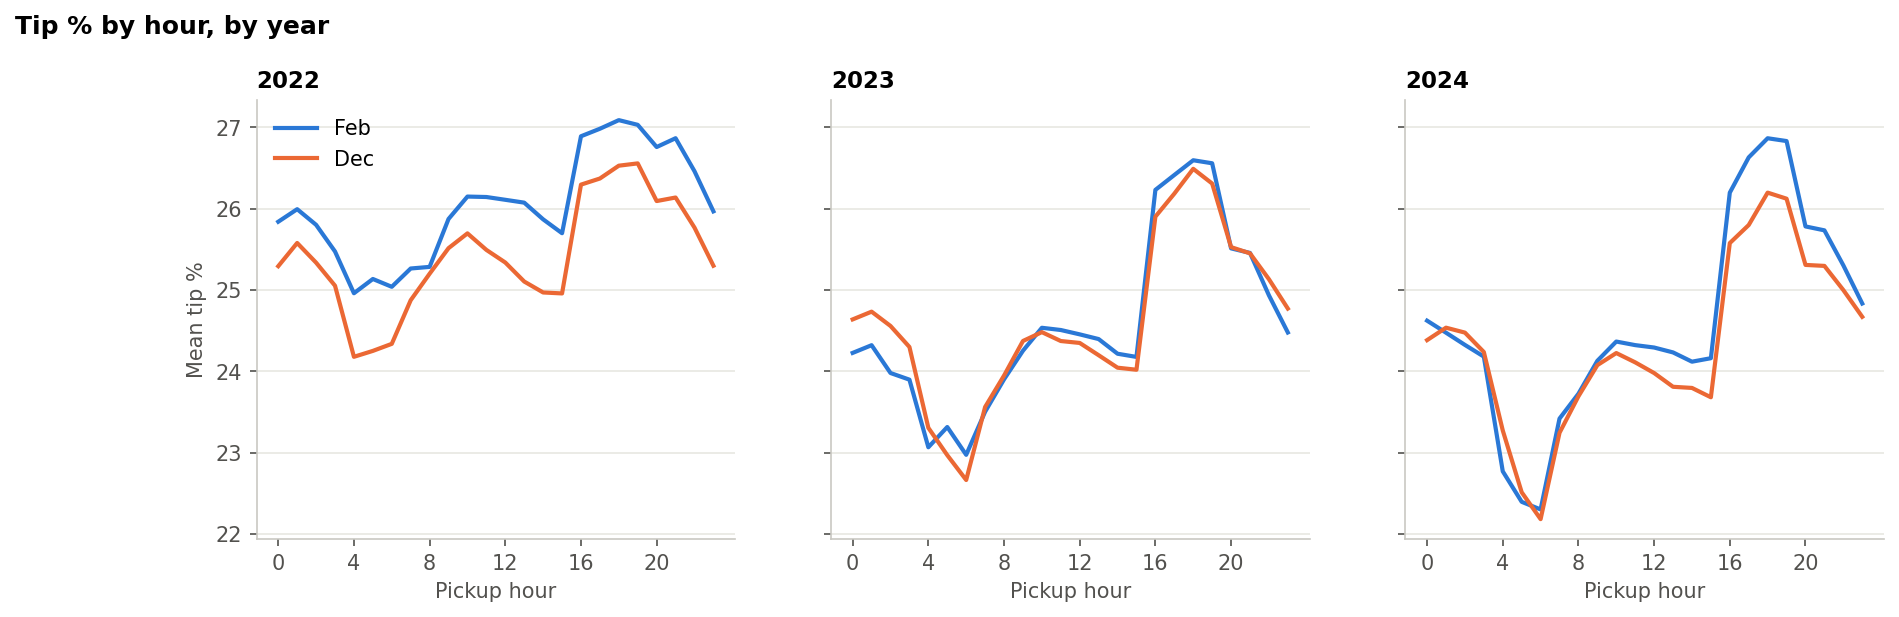 Tip % by hour, by year
2022
2023
2024
Feb
Dec
Mean tip %
27
26
25
24
23
22
0 4 8 12 16 20
0 4 8 12 16 20
0 4 8 12 16 20
Pickup hour
Pickup hour
Pickup hour